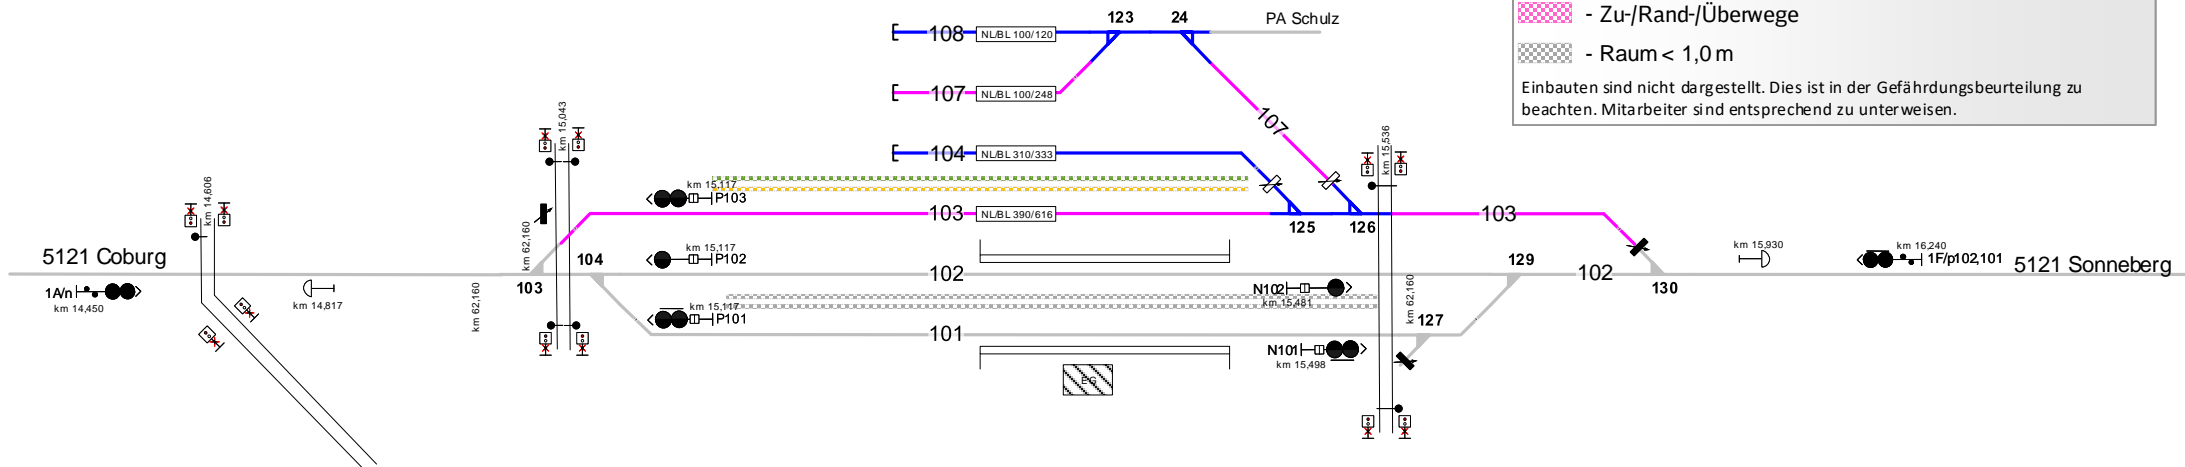 - Zu-/Rand-/Überwege
- Raum < 1,0 m
Einbauten sind nicht dargestellt. Dies ist in der Gefährdungsbeurteilung zu
beachten. Mitarbeiter sind entsprechend zu unterweisen.
123
24
PA Schulz
108
NL/BL 100/120
107
NL/BL 100/248
107
104
NL/BL 310/333
km 15,043
km 15,536
km 14,606
km 15,117
P103
103
NL/BL 390/616
125
126
103
5121 Coburg
km 62,160
104
km 15,117
P102
102
129
102
km 15,930
km 16,240
1F/p102,101
5121 Sonneberg
103
130
1A/n
km 14,450
km 14,817
km 62,160
N102
km 15,481
km 62,160
km 15,117
P101
101
127
N101
km 15,498
EG